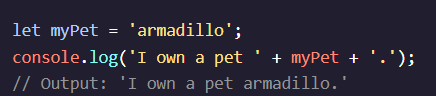 let myPet = 'armadillo';
console.log('I own a pet ' + myPet + '.');
// Output: 'I own a pet armadillo.'